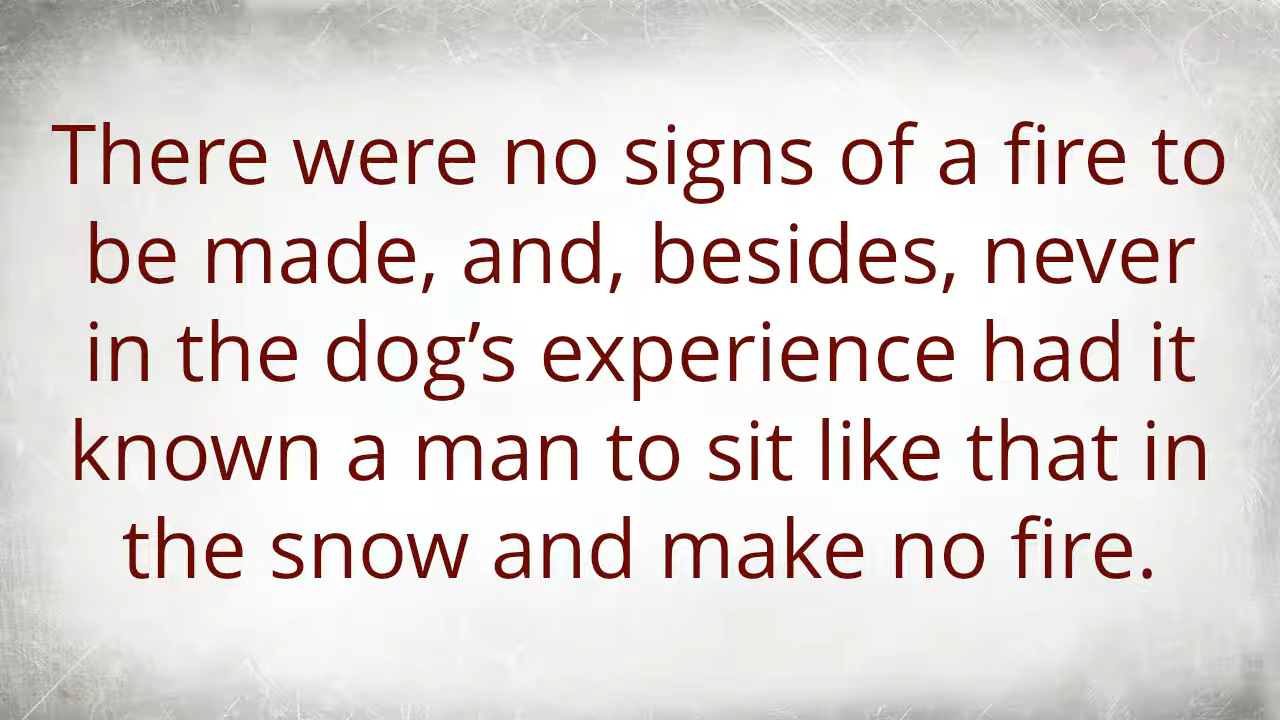 There were no signs of a fire to
be made, and, besides, never
in the dog’s experience had it
known a man to sit like that in
the snow and make no fire.